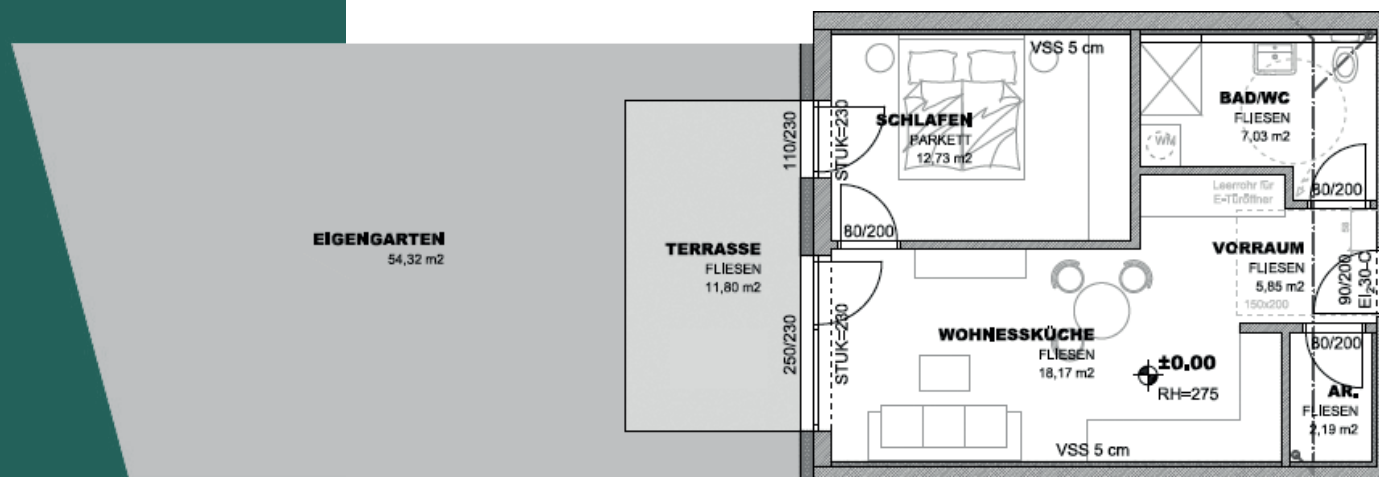 EIGENGARTEN
54,32 m2
TERRASSE
FLIESEN
11,80 m2
110/230
250/230
STUK=230
STUK=230
VSS 5 cm
SCHLAFEN
PARKETT
12,73 m2
80/200
BAD/WC
FLIESEN
7,03 m2
WM
Leerrohr für
E-Türöffner
80/200
VORRAUM
FLIESEN
5,85 m2
150x200
90/200
EI₂30-C
WOHNESSKÜCHE
FLIESEN
18,17 m2
±0.00
RH=275
VSS 5 cm
80/200
AR.
FLIESEN
2,19 m2